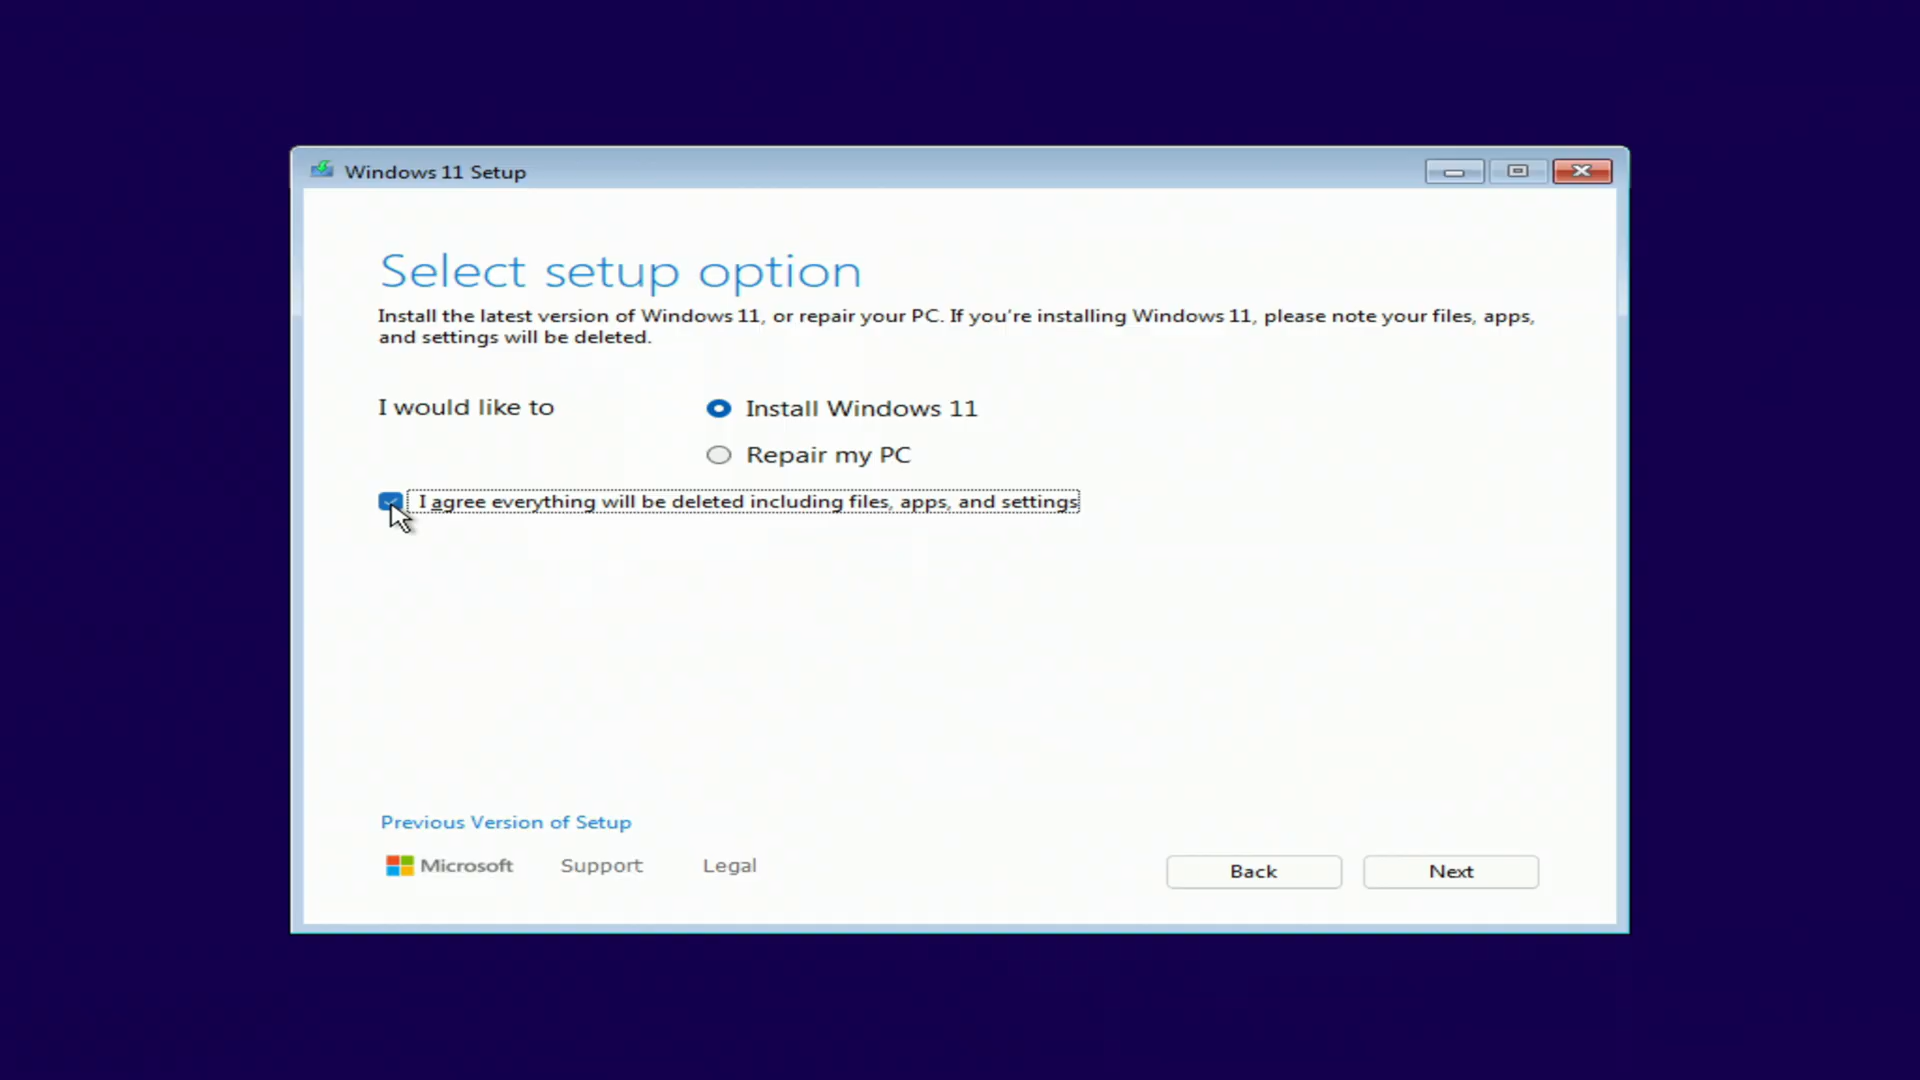 Windows 11 Setup
Select setup option
Install the latest version of Windows 11, or repair your PC. If you're installing Windows 11, please note your files, apps,
and settings will be deleted.
I would like to
Install Windows 11
Repair my PC
I agree everything will be deleted including files, apps, and settings
Previous Version of Setup
Microsoft Support Legal
Back Next